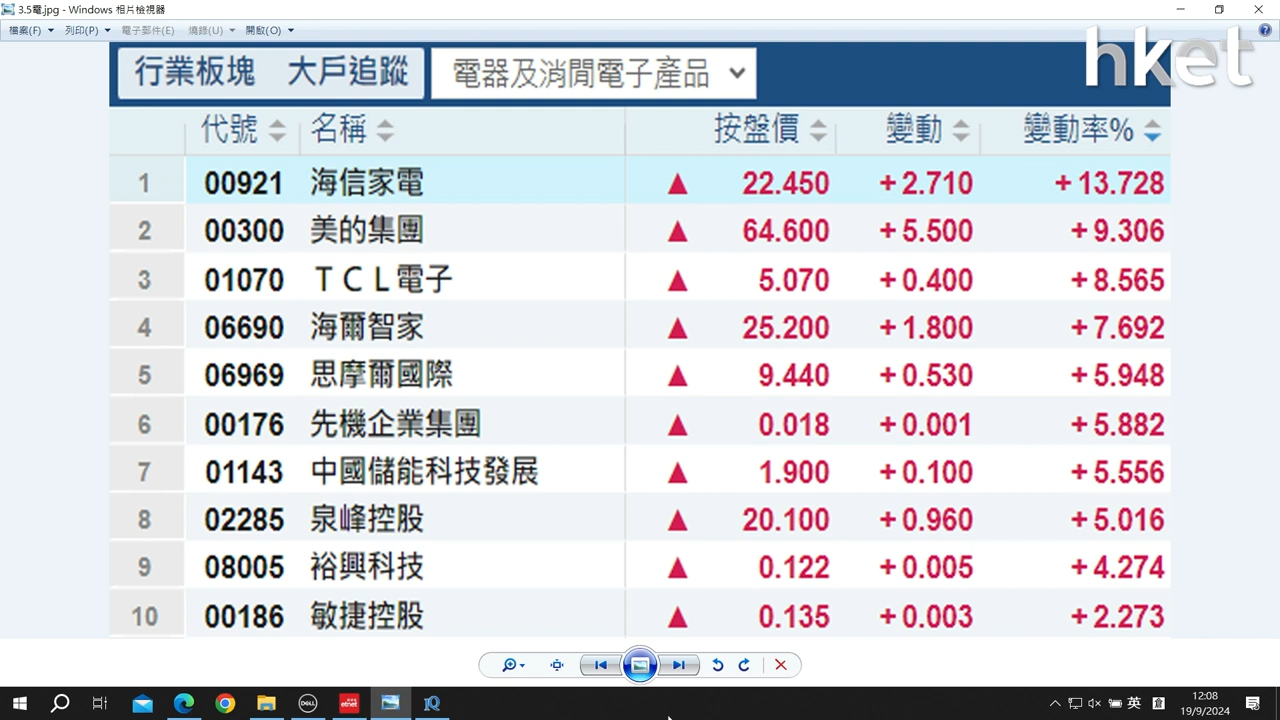 3.5電.jpg - Windows 相片檢視器
檔案(F) 列印(P) 電子郵件(E) 燒錄(U) 開啟(O)
hket
行業板塊 大戶追蹤 電器及消閒電子產品
代號 名稱 按盤價 變動 變動率%
1 00921 海信家電 ▲ 22.450 +2.710 +13.728
2 00300 美的集團 ▲ 64.600 +5.500 +9.306
3 01070 TCL電子 ▲ 5.070 +0.400 +8.565
4 06690 海爾智家 ▲ 25.200 +1.800 +7.692
5 06969 思摩爾國際 ▲ 9.440 +0.530 +5.948
6 00176 先機企業集團 ▲ 0.018 +0.001 +5.882
7 01143 中國儲能科技發展 ▲ 1.900 +0.100 +5.556
8 02285 泉峰控股 ▲ 20.100 +0.960 +5.016
9 08005 裕興科技 ▲ 0.122 +0.005 +4.274
10 00186 敏捷控股 ▲ 0.135 +0.003 +2.273
DELL etnet IQ 英 倉 12:08
19/9/2024